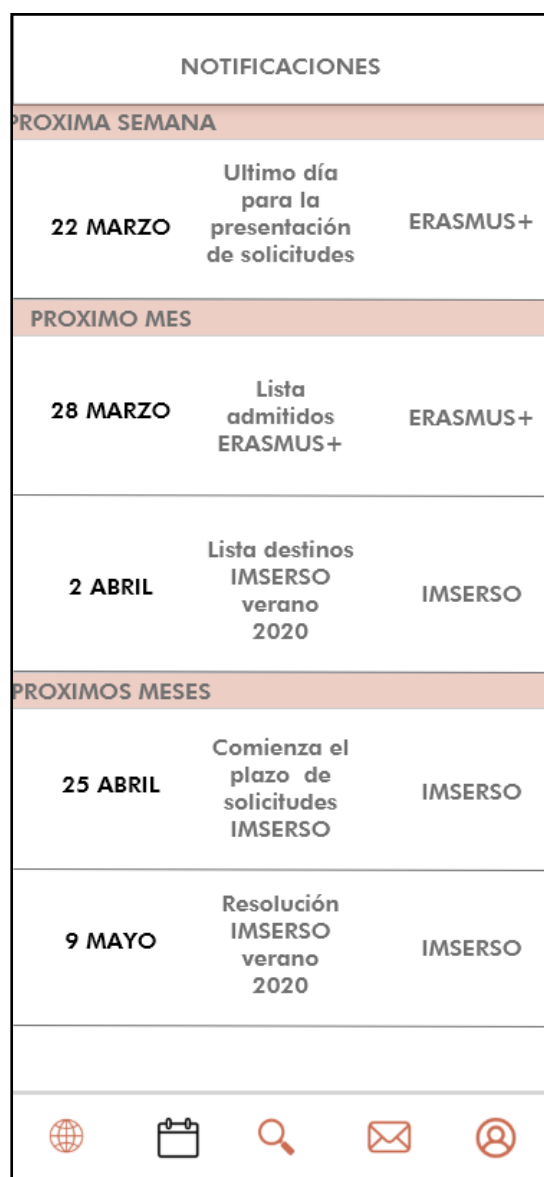 NOTIFICACIONES
PROXIMA SEMANA
22 MARZO
Ultimo día
para la
presentación
de solicitudes
ERASMUS+
PROXIMO MES
28 MARZO
Lista
admitidos
ERASMUS+
ERASMUS+
2 ABRIL
Lista destinos
IMSERSO
verano
2020
IMSERSO
PROXIMOS MESES
25 ABRIL
Comienza el
plazo de
solicitudes
IMSERSO
IMSERSO
9 MAYO
Resolución
IMSERSO
verano
2020
IMSERSO